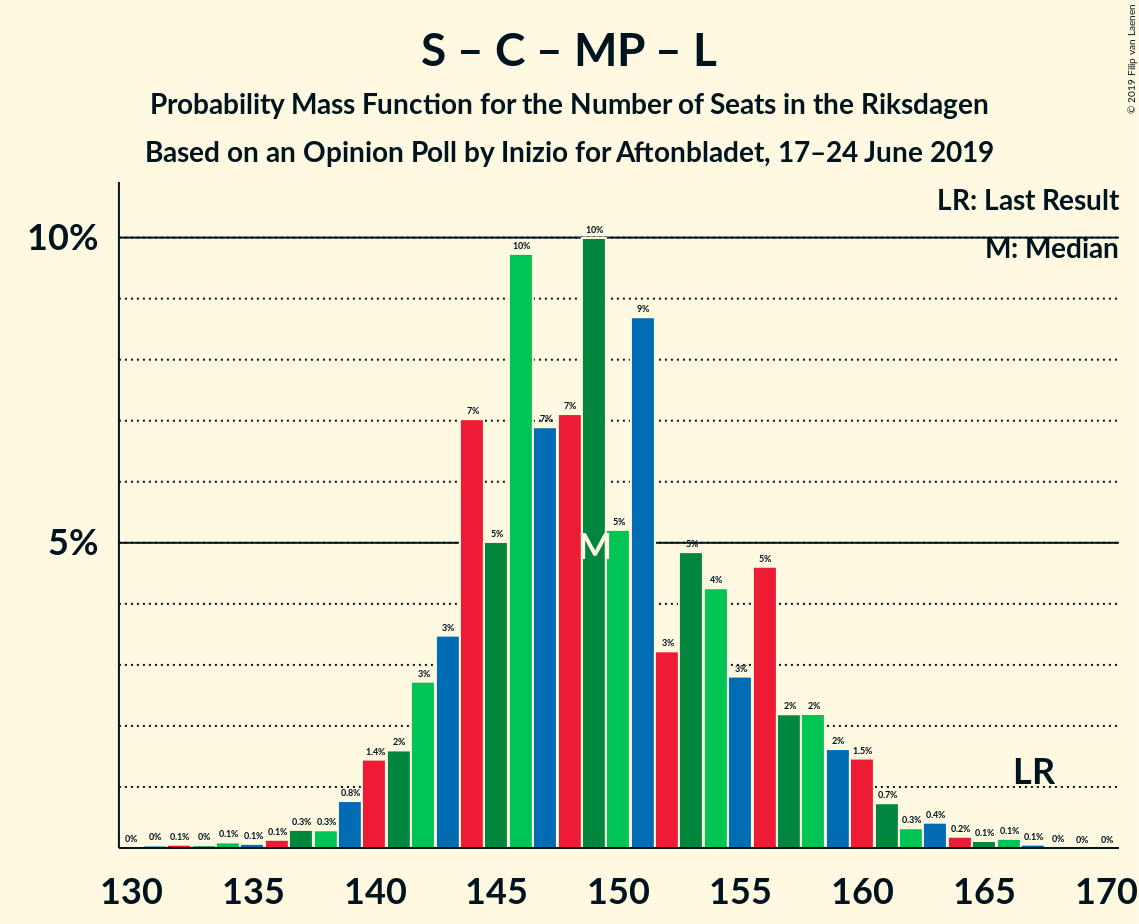 S – C – MP – L
Probability Mass Function for the Number of Seats in the Riksdagen
Based on an Opinion Poll by Inizio for Aftonbladet, 17–24 June 2019
© 2019 Filip van Laenen
LR: Last Result
M: Median
10%
5%
0% 0% 0.1% 0% 0.1% 0.1% 0.1% 0.3% 0.3% 0.8% 1.4% 2% 3% 3% 7% 5% 10% 7% 7% 10% 5% 9% 3% 5% 4% 3% 5% 2% 2% 2% 1.5% 0.7% 0.3% 0.4% 0.2% 0.1% 0.1% 0.1% 0% 0% 0%
M
LR
130 135 140 145 150 155 160 165 170